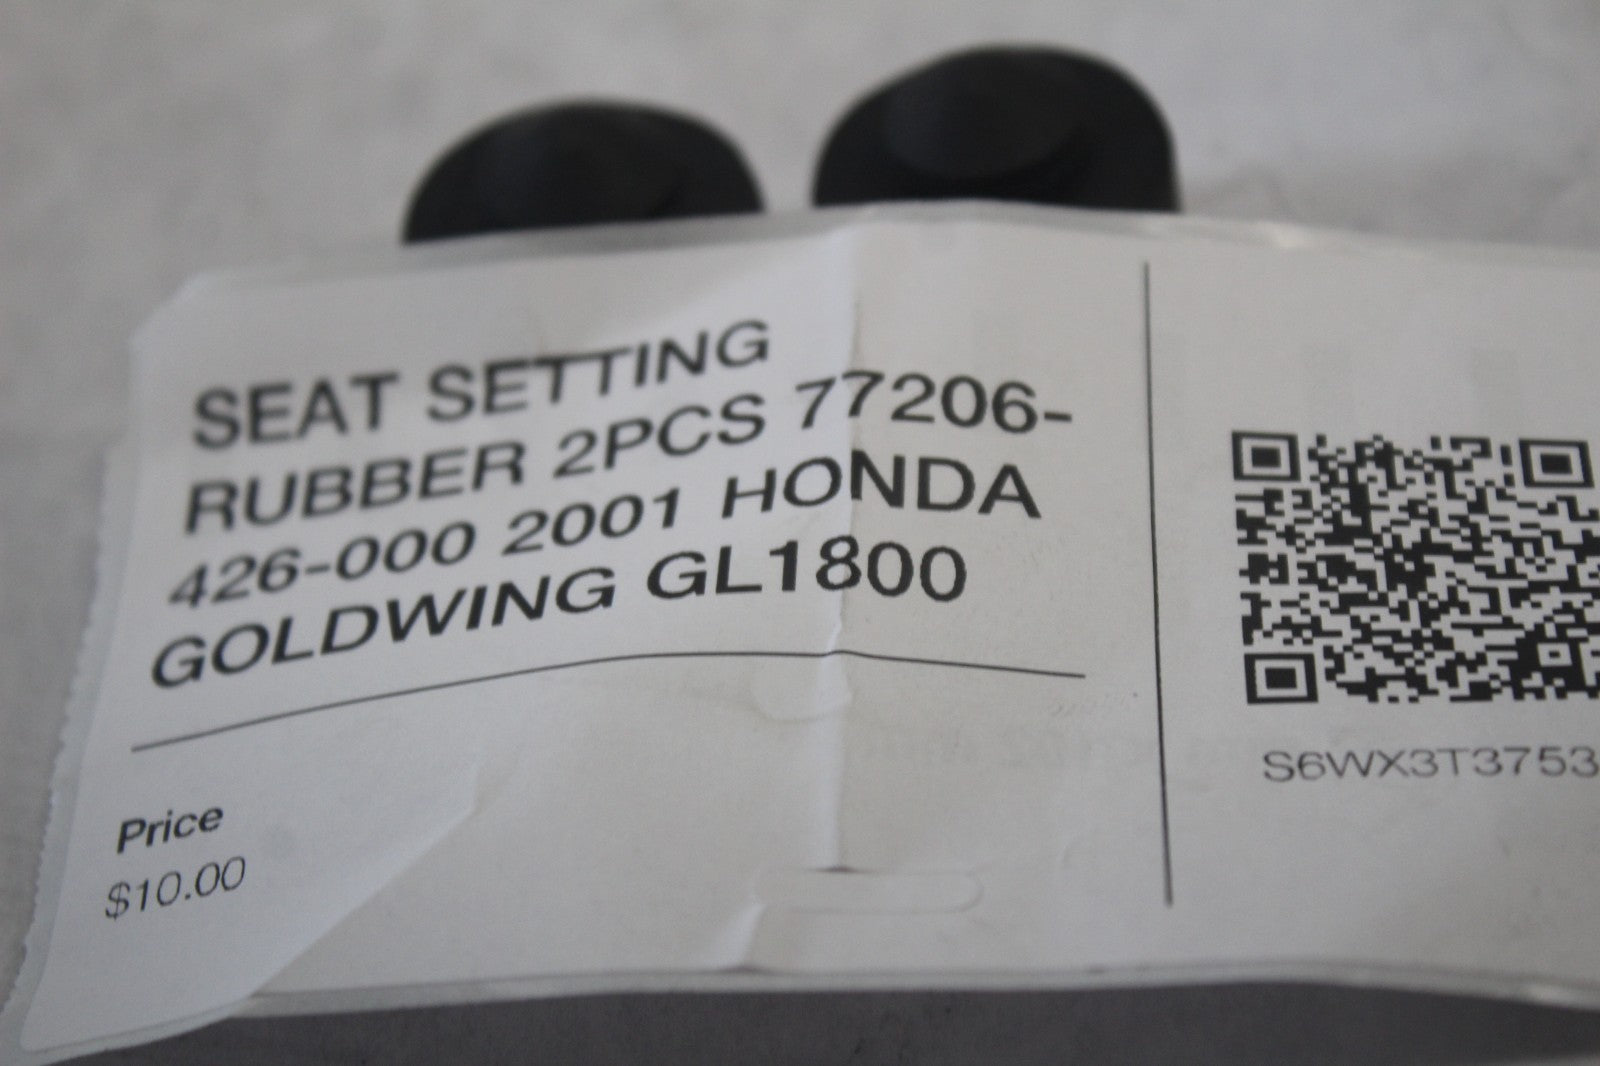 SEAT SETTING
RUBBER 2PCS 77206-
426-000 2001 HONDA
GOLDWING GL1800
Price
$10.00
S6WX3T3753